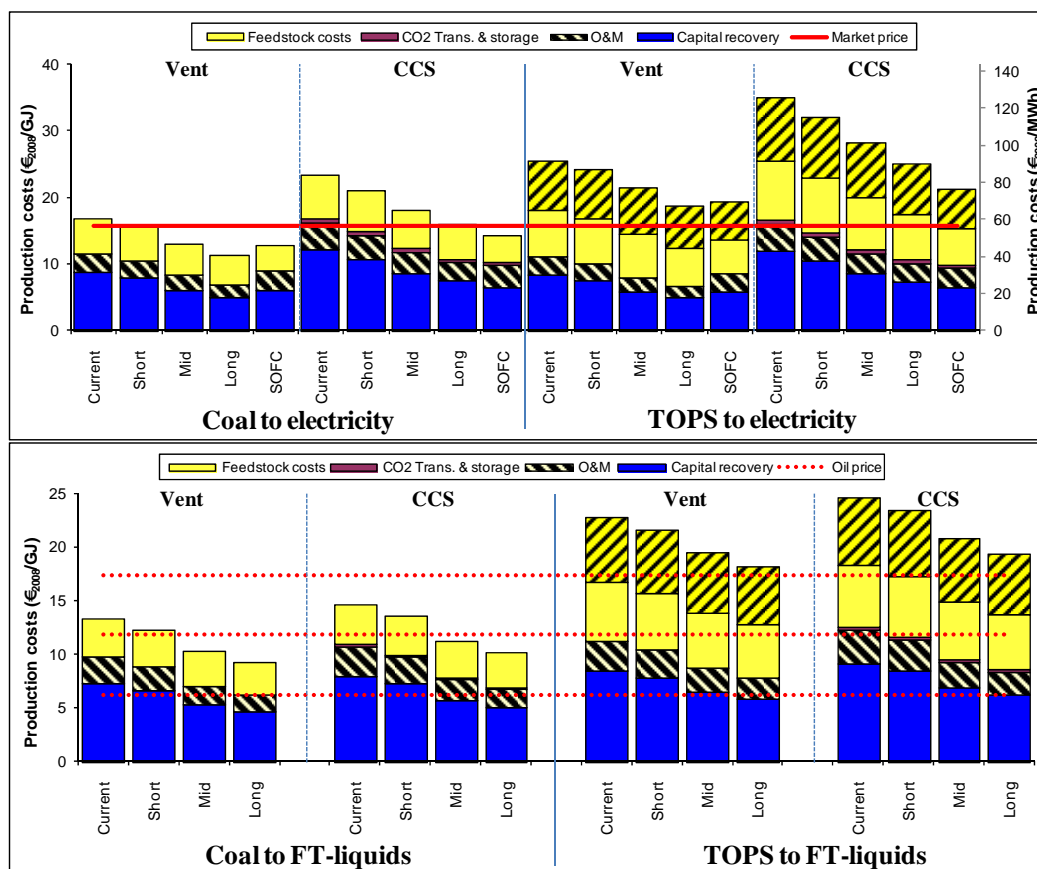 Feedstock costs CO2 Trans. & storage O&M Capital recovery Market price
Vent CCS Vent CCS
Production costs (€2008/GJ)
40
30
20
10
0
140
120
100
80
60
40
20
0
Production costs (€2008/MWh)
Current Short Mid Long SOFC Current Short Mid Long SOFC Current Short Mid Long SOFC Current Short Mid Long SOFC
Coal to electricity TOPS to electricity
Feedstock costs CO2 Trans. & storage O&M Capital recovery Oil price
Vent CCS Vent CCS
Production costs (€2008/GJ)
25
20
15
10
5
0
Current Short Mid Long Current Short Mid Long Current Short Mid Long Current Short Mid Long
Coal to FT-liquids TOPS to FT-liquids